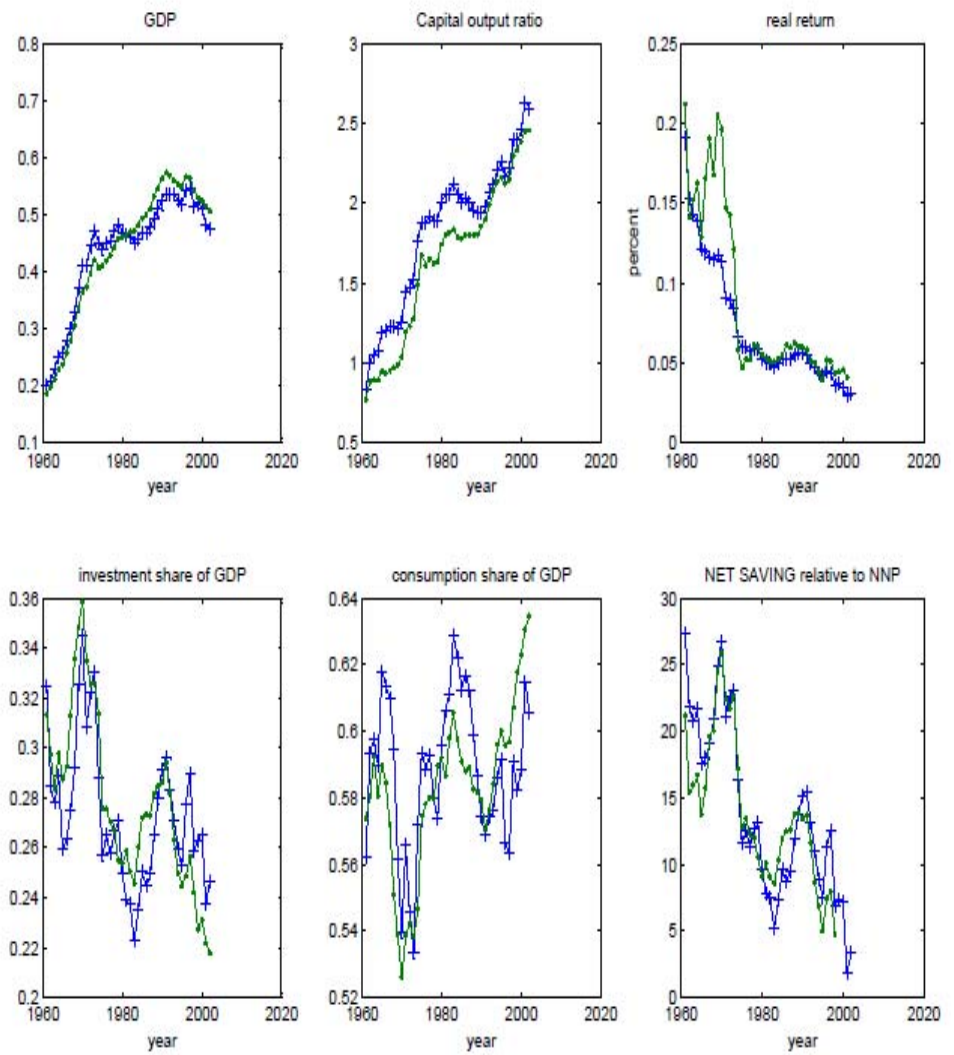 GDP
Capital output ratio
real return
0.8
0.7
0.6
0.5
0.4
0.3
0.2
0.1
1960 1980 2000 2020
year
3
2.5
2
1.5
1
0.5
1960 1980 2000 2020
year
percent
0.25
0.2
0.15
0.1
0.05
0
1960 1980 2000 2020
year
investment share of GDP
consumption share of GDP
NET SAVING relative to NNP
0.36
0.34
0.32
0.3
0.28
0.26
0.24
0.22
0.2
1960 1980 2000 2020
year
0.64
0.62
0.6
0.58
0.56
0.54
0.52
1960 1980 2000 2020
year
30
25
20
15
10
5
0
1960 1980 2000 2020
year